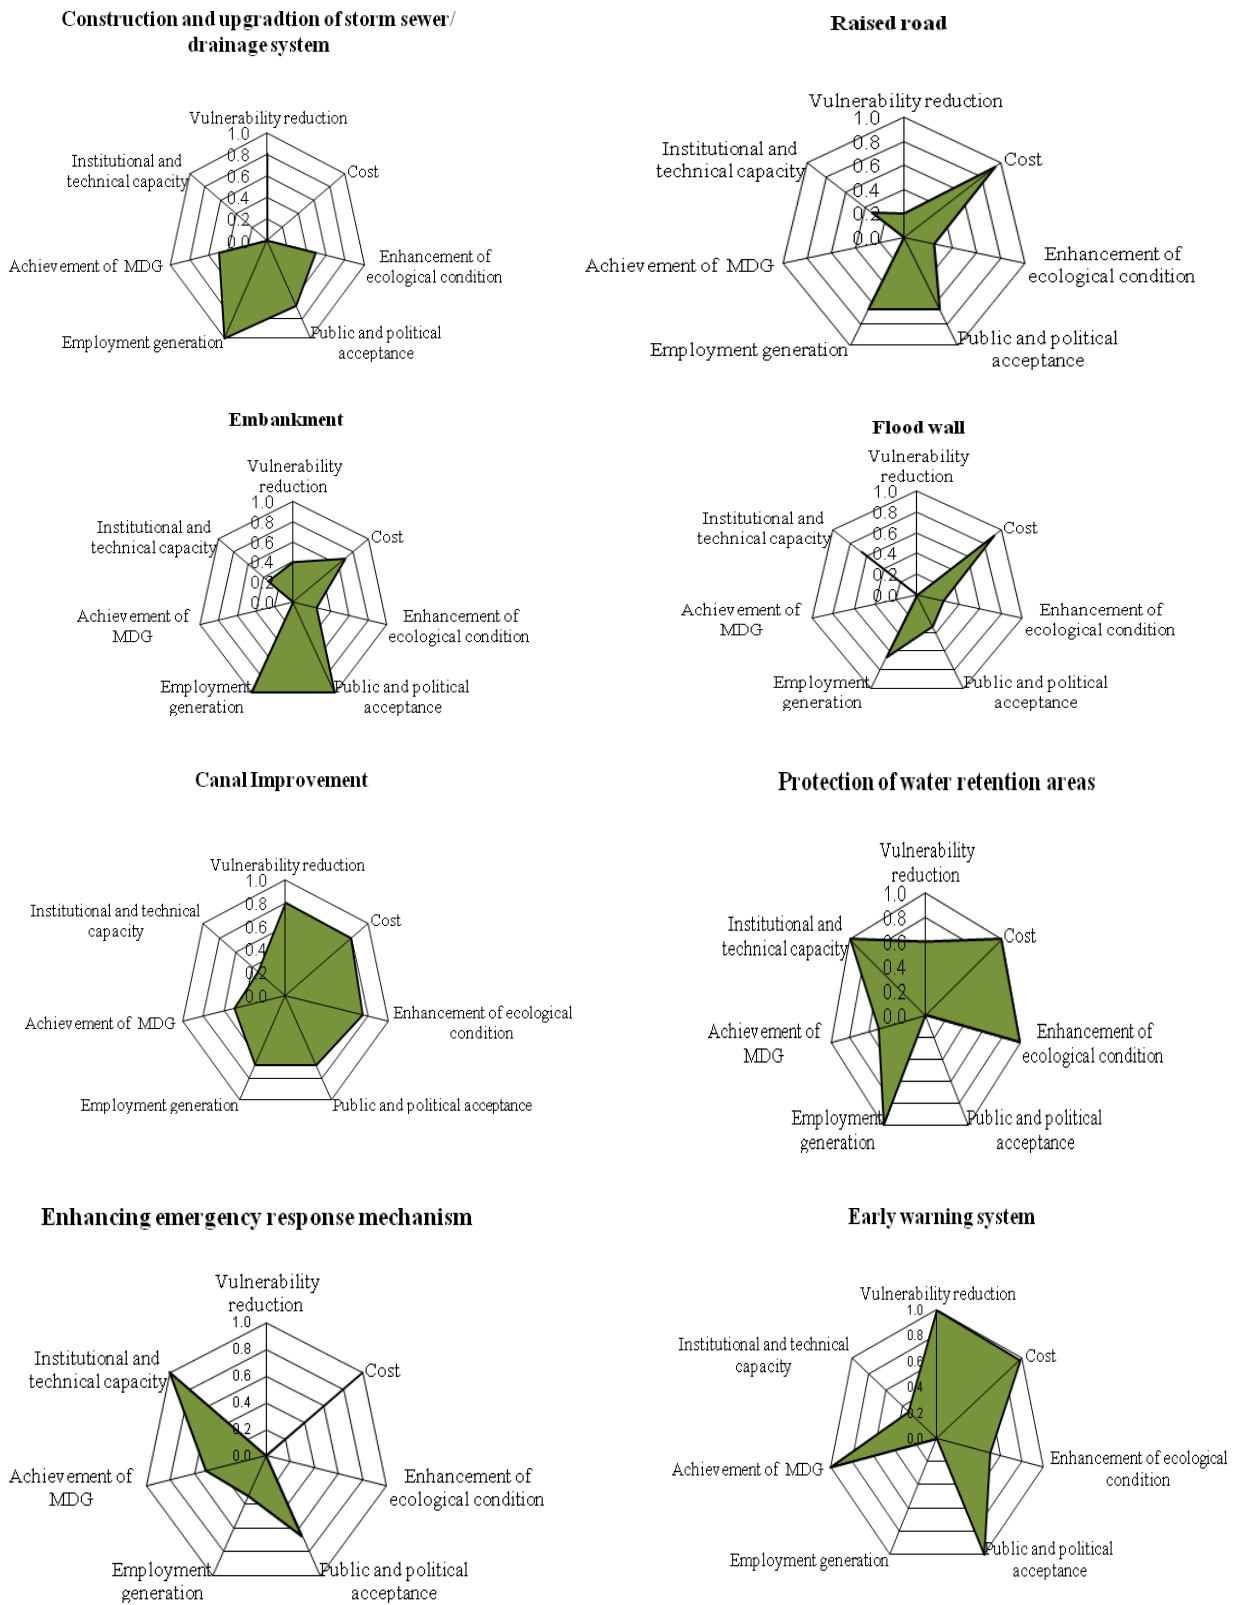 Construction and upgradtion of storm sewer/
drainage system
Vulnerability reduction
1.0
0.8
0.6
0.4
0.2
0.0
Cost
Enhancement of
ecological condition
Public and political
acceptance
Employment generation
Achievement of MDG
Institutional and
technical capacity
Raised road
Vulnerability reduction
1.0
0.8
0.6
0.4
0.2
0.0
Cost
Enhancement of
ecological condition
Public and political
acceptance
Employment generation
Achievement of MDG
Institutional and
technical capacity
Embankment
Vulnerability
reduction
1.0
0.8
0.6
0.4
0.2
0.0
Cost
Enhancement of
ecological condition
Public and political
acceptance
Employment
generation
Achievement of
MDG
Institutional and
technical capacity
Flood wall
Vulnerability
reduction
1.0
0.8
0.6
0.4
0.2
0.0
Cost
Enhancement of
ecological condition
Public and political
acceptance
Employment
generation
Achievement of
MDG
Institutional and
technical capacity
Canal Improvement
Vulnerability reduction
1.0
0.8
0.6
0.4
0.2
0.0
Cost
Enhancement of ecological
condition
Public and political acceptance
Employment generation
Achievement of MDG
Institutional and technical
capacity
Protection of water retention areas
Vulnerability
reduction
1.0
0.8
0.6
0.4
0.2
0.0
Cost
Enhancement of
ecological condition
Public and political
acceptance
Employment
generation
Achievement of
MDG
Institutional and
technical capacity
Enhancing emergency response mechanism
Vulnerability
reduction
1.0
0.8
0.6
0.4
0.2
0.0
Cost
Enhancement of
ecological condition
Public and political
acceptance
Employment
generation
Achievement of
MDG
Institutional and
technical capacity
Early warning system
Vulnerability reduction
1.0
0.8
0.6
0.4
0.2
0.0
Cost
Enhancement of ecological
condition
Public and political
acceptance
Employment generation
Achievement of MDG
Institutional and technical
capacity